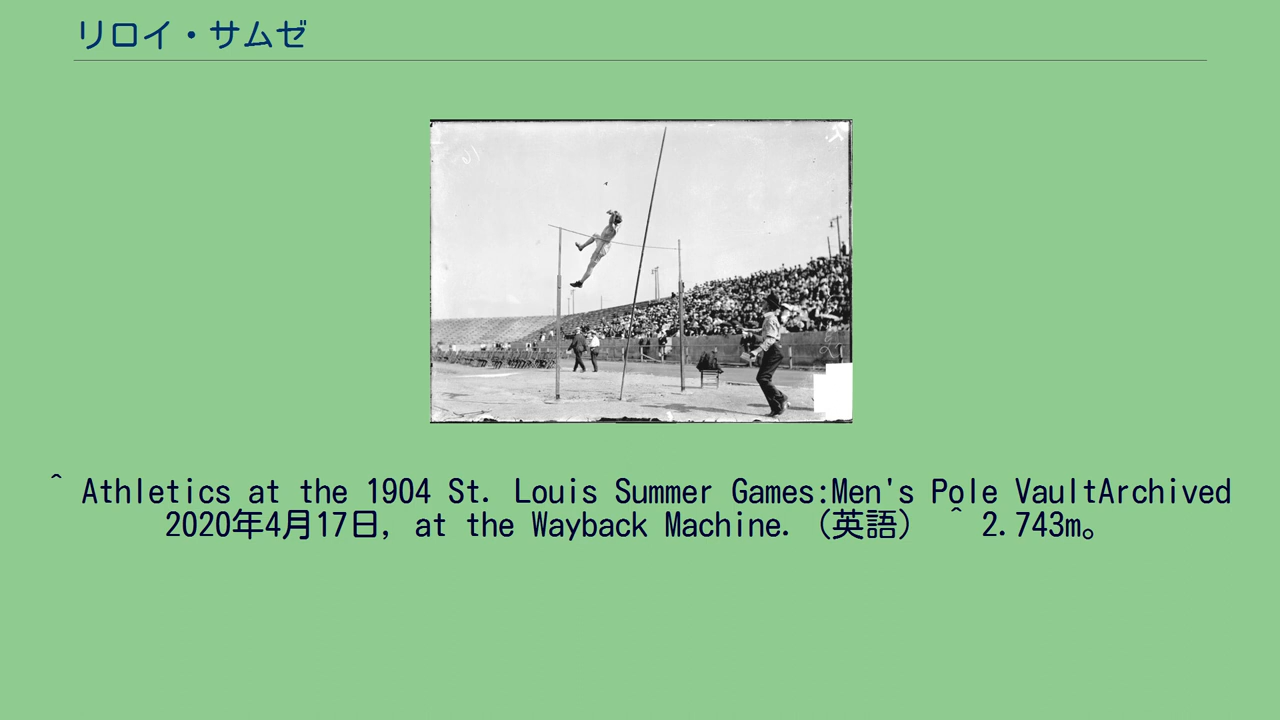 リロイ・サムゼ
^ Athletics at the 1904 St. Louis Summer Games:Men's Pole VaultArchived
2020年4月17日, at the Wayback Machine.（英語） ^ 2.743m。